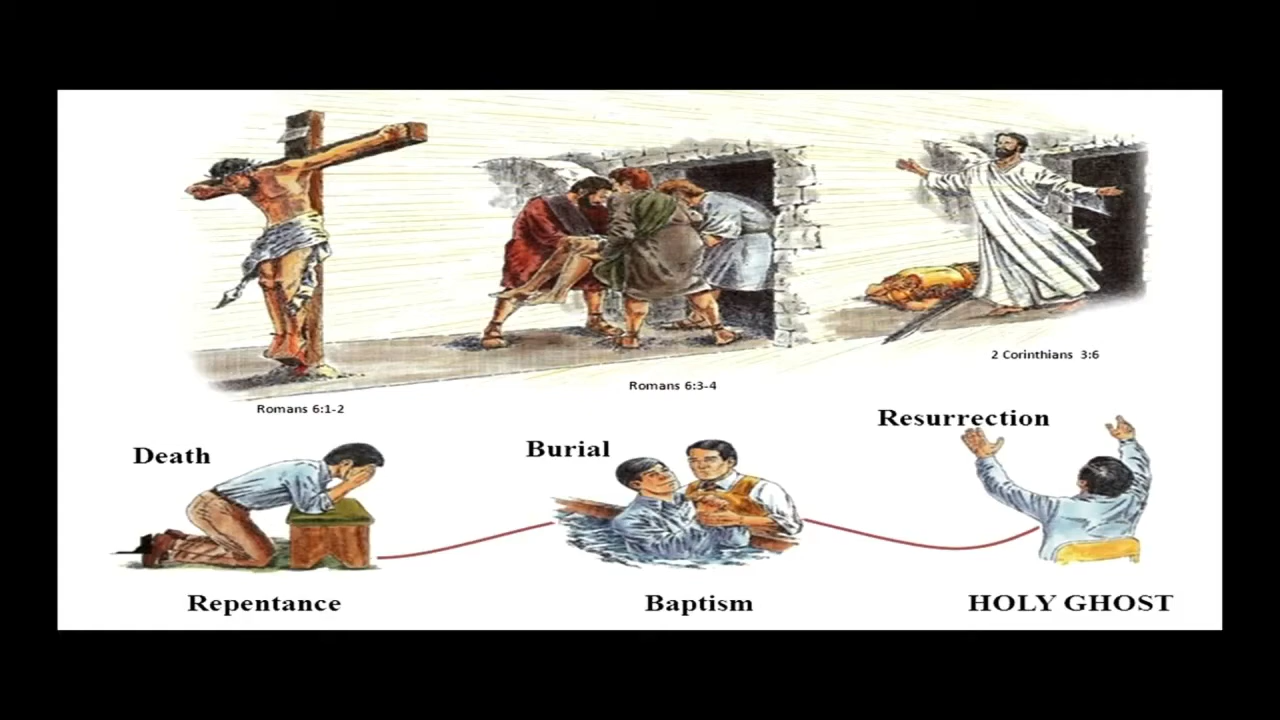 Romans 6:1-2
Romans 6:3-4
2 Corinthians 3:6
Death
Burial
Resurrection
Repentance
Baptism
HOLY GHOST